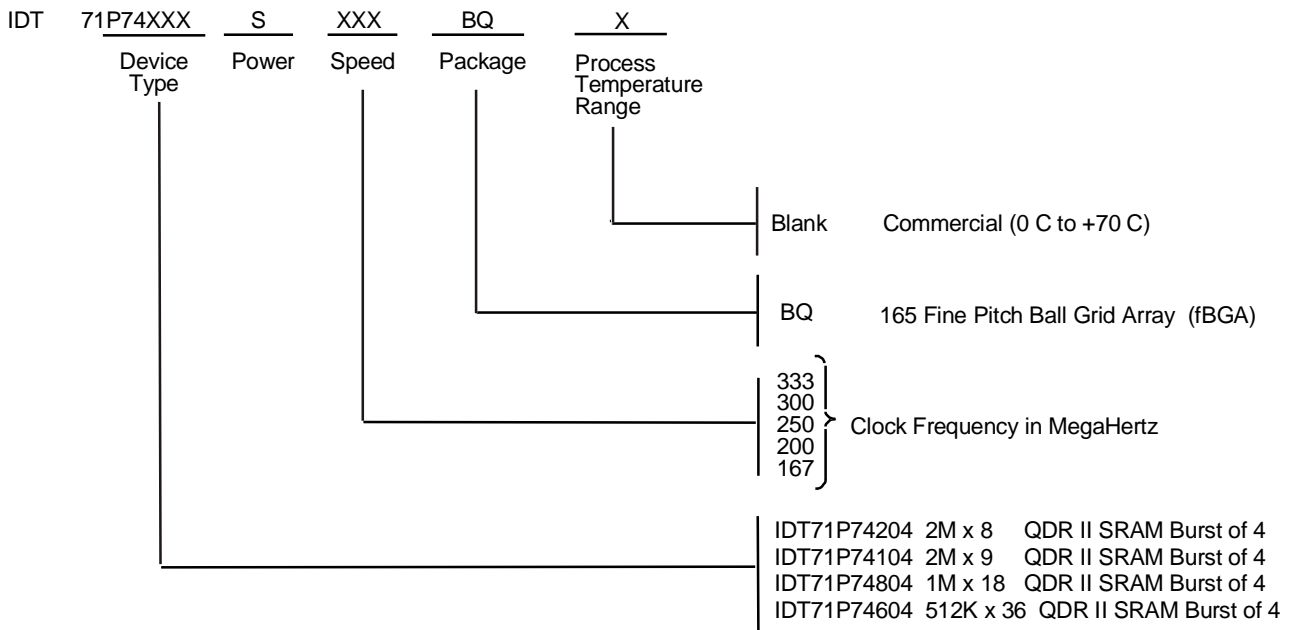 IDT 71P74XXX S XXX BQ X
Device Type Power Speed Package Process Temperature Range
Blank Commercial (0 C to +70 C)
BQ 165 Fine Pitch Ball Grid Array (fBGA)
333
300
250
200
167
Clock Frequency in MegaHertz
IDT71P74204 2M x 8 QDR II SRAM Burst of 4
IDT71P74104 2M x 9 QDR II SRAM Burst of 4
IDT71P74804 1M x 18 QDR II SRAM Burst of 4
IDT71P74604 512K x 36 QDR II SRAM Burst of 4